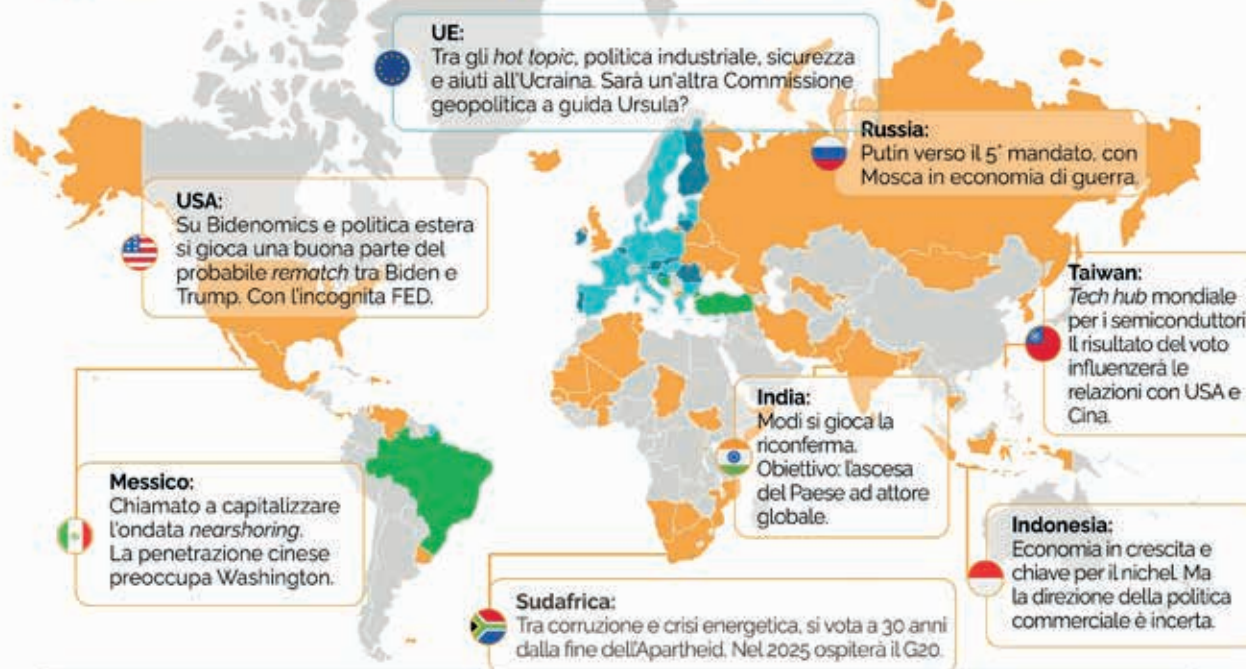 UE:
Tra gli hot topic, politica industriale, sicurezza
e aiuti all'Ucraina. Sarà un'altra Commissione
geopolitica a guida Ursula?
Russia:
Putin verso il 5° mandato, con
Mosca in economia di guerra.
USA:
Su Bidenomics e politica estera
si gioca una buona parte del
probabile rematch tra Biden e
Trump. Con l'incognita FED.
Taiwan:
Tech hub mondiale
per i semiconduttori
Il risultato del voto
influenzerà le
relazioni con USA e
Cina.
India:
Modi si gioca la
riconferma.
Obiettivo: l'ascesa
del Paese ad attore
globale.
Messico:
Chiamato a capitalizzare
l'ondata nearshoring.
La penetrazione cinese
preoccupa Washington.
Indonesia:
Economia in crescita e
chiave per il nichel. Ma
la direzione della politica
commerciale è incerta.
Sudafrica:
Tra corruzione e crisi energetica, si vota a 30 anni
dalla fine dell'Apartheid. Nel 2025 ospiterà il G20.